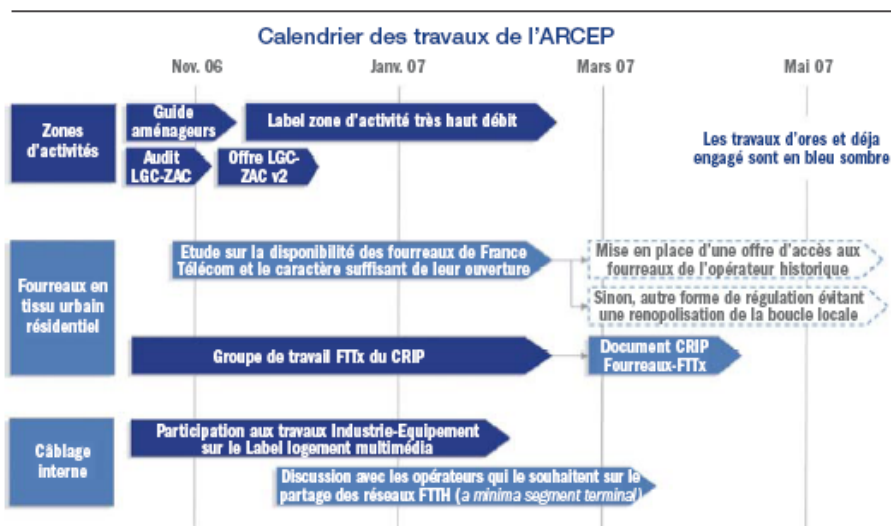 Calendrier des travaux de l'ARCEP
Nov. 06
Janv. 07
Mars 07
Mai 07
Zones
d'activités
Guide
aménageurs
Label zone d'activité très haut débit
Audit
LGC-ZAC
Offre LGC-
ZAC v2
Les travaux d'ores et déja
engagé sont en bleu sombre
Fourreaux en
tissu urbain
résidentiel
Etude sur la disponibilité des fourreaux de France
Télécom et le caractère suffisant de leur ouverture
Mise en place d'une offre d'accès aux
fourreaux de l'opérateur historique
Sinon, autre forme de régulation évitant
une renopolisation de la boucle locale
Groupe de travail FTTx du CRIP
Document CRIP
Fourreaux-FTTx
Câblage
interne
Participation aux travaux Industrie-Equipement
sur le Label logement multimédia
Discussion avec les opérateurs qui le souhaitent sur le
partage des réseaux FTTH (a minima segment terminal)